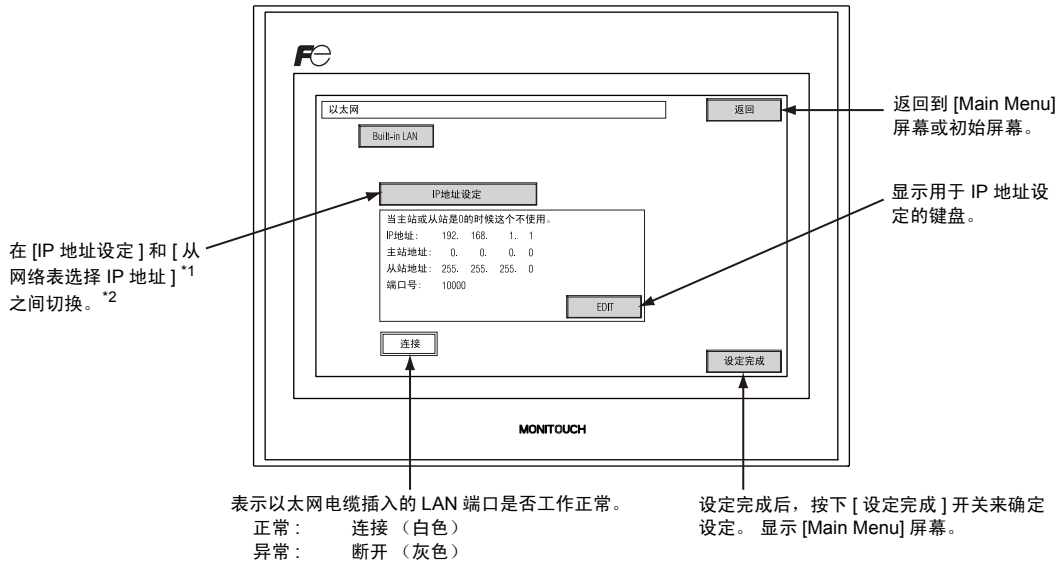 Fe
以太网
返回
Built-in LAN
返回到 [Main Menu]
屏幕或初始屏幕。
IP地址设定
当主站或从站是0的时候这个不使用。
IP地址: 192. 168. 1. 1
主站地址: 0. 0. 0. 0
从站地址: 255. 255. 255. 0
端口号: 10000
EDIT
显示用于 IP 地址设
定的键盘。
在 [IP 地址设定 ] 和 [ 从
网络表选择 IP 地址 ] *1
之间切换。*2
连接
设定完成
MONITOUCH
表示以太网电缆插入的 LAN 端口是否工作正常。
正常 : 连接 （白色）
异常 : 断开 （灰色）
设定完成后，按下 [ 设定完成 ] 开关来确定
设定。 显示 [Main Menu] 屏幕。